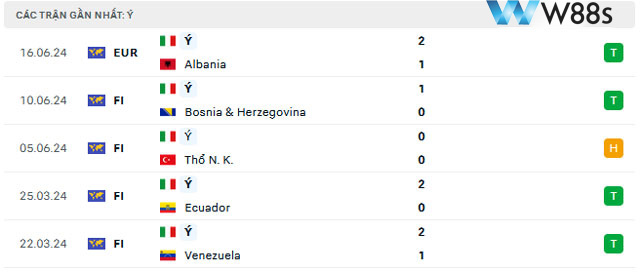 CÁC TRẬN GẦN NHẤT: Ý
W88s
16.06.24 EUR Ý 2 T
Albania 1
10.06.24 FI Ý 1 T
Bosnia & Herzegovina 0
05.06.24 FI Ý 0 H
Thổ N. K. 0
25.03.24 FI Ý 2 T
Ecuador 0
22.03.24 FI Ý 2 T
Venezuela 1